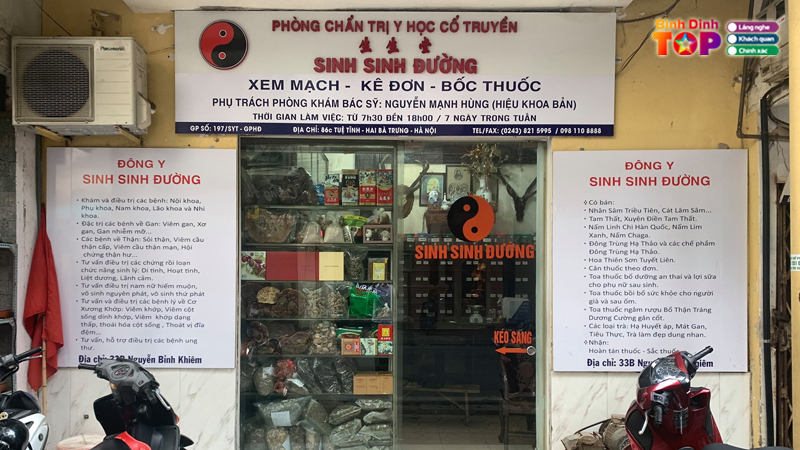 Bình Định
TOP
Lắng nghe
Khách quan
Chính xác
Panasonic
PHÒNG CHẨN TRỊ Y HỌC CỔ TRUYỀN
生生堂
SINH SINH ĐƯỜNG
XEM MẠCH - KÊ ĐƠN - BỐC THUỐC
PHỤ TRÁCH PHÒNG KHÁM BÁC SỸ: NGUYỄN MẠNH HÙNG (HIỆU KHOA BẢN)
THỜI GIAN LÀM VIỆC: TỪ 7h30 ĐẾN 18h00 / 7 NGÀY TRONG TUẦN
GP SỐ: 197/SYT - GPHĐ
ĐỊA CHỈ: 86c TUỆ TĨNH - HAI BÀ TRƯNG - HÀ NỘI
TEL/FAX: (0243) 821 5995 / 098 110 8888
ĐÔNG Y
SINH SINH ĐƯỜNG
• Khám và điều trị các bệnh: Nội khoa,
Phụ khoa, Nam khoa, Lão khoa và Nhi
khoa.
• Đặc trị các bệnh về Gan: Viêm gan, Xơ
gan, Gan nhiễm mỡ...
• Các bệnh về Thận: Sỏi thận, Viêm cầu
thận cấp, Viêm cầu thận mạn, Hội
chứng thận hư...
• Tư vấn điều trị các chứng rối loạn
chức năng sinh lý: Di tinh, Hoạt tinh,
Liệt dương, Lãnh cảm.
• Tư vấn điều trị nam nữ hiếm muộn,
vô sinh nguyên phát, vô sinh thứ phát
• Tư vấn và điều trị các bệnh lý về Cơ
Xương Khớp: Viêm khớp, Viêm cột
sống dính khớp, Viêm khớp dạng
thấp, thoái hóa cột sống , Thoát vị đĩa
đệm...
• Tư vấn, hỗ trợ điều trị các bệnh ung
thư.
Địa chỉ: 33B Nguyễn Bỉnh Khiêm
SINH SINH ĐƯỜNG
KÉO SANG
ĐÔNG Y
SINH SINH ĐƯỜNG
❖ Có bán:
• Nhân Sâm Triều Tiên, Cát Lâm Sâm...
• Tam Thất, Xuyên Điền Tam Thất.
• Nấm Linh Chi Hàn Quốc, Nấm Lim
Xanh, Nấm Chaga.
• Đông Trùng Hạ Thảo và các chế phẩm
Đông Trùng Hạ Thảo.
• Hoa Thiên Sơn Tuyết Liên.
• Cân thuốc theo đơn.
• Toa thuốc bổ dưỡng an thai và lợi sữa
cho phụ nữ sau sinh.
• Toa thuốc bồi bổ sức khỏe cho người
già và sau ốm.
• Toa thuốc ngâm rượu Bổ Thận Tráng
Dương Cường gân cốt.
• Các loại trà: Hạ Huyết áp, Mát Gan,
Tiêu Thực, Trà làm đẹp dung nhan.
❖Nhận:
Hoàn tán thuốc - Sắc thuốc
Địa chỉ: 33B